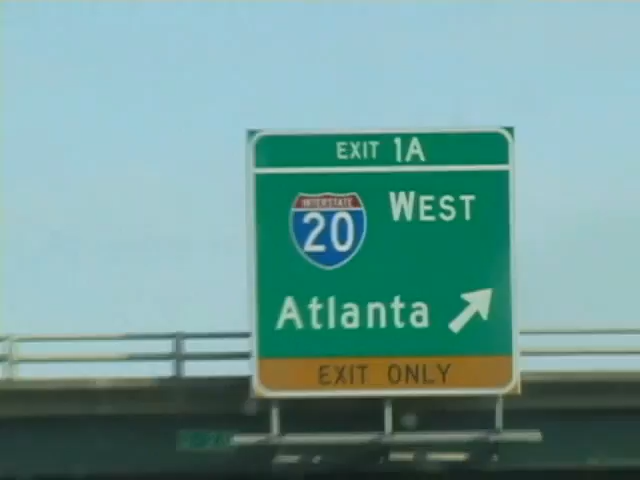 EXIT 1A
INTERSTATE
20
WEST
Atlanta
EXIT ONLY